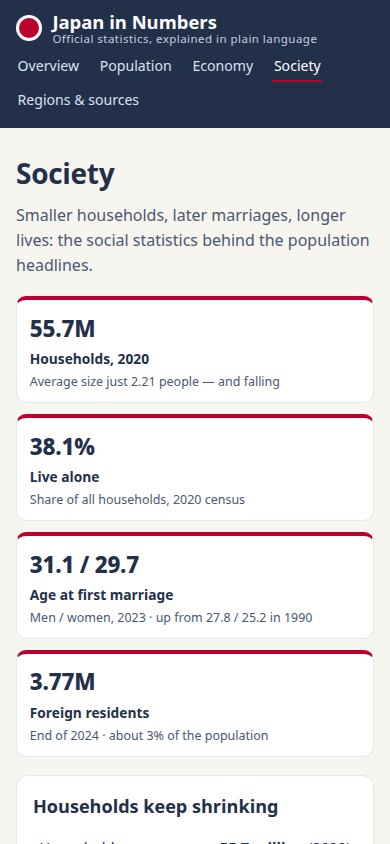 Japan in Numbers
Official statistics, explained in plain language
Overview Population Economy Society
Regions & sources
Society
Smaller households, later marriages, longer
lives: the social statistics behind the population
headlines.
55.7M
Households, 2020
Average size just 2.21 people — and falling
38.1%
Live alone
Share of all households, 2020 census
31.1 / 29.7
Age at first marriage
Men / women, 2023 · up from 27.8 / 25.2 in 1990
3.77M
Foreign residents
End of 2024 · about 3% of the population
Households keep shrinking